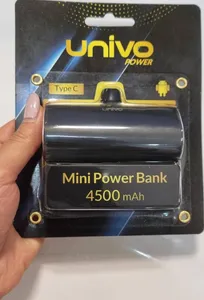 univo
POWER
Type C
Mini Power Bank
4500 mAh